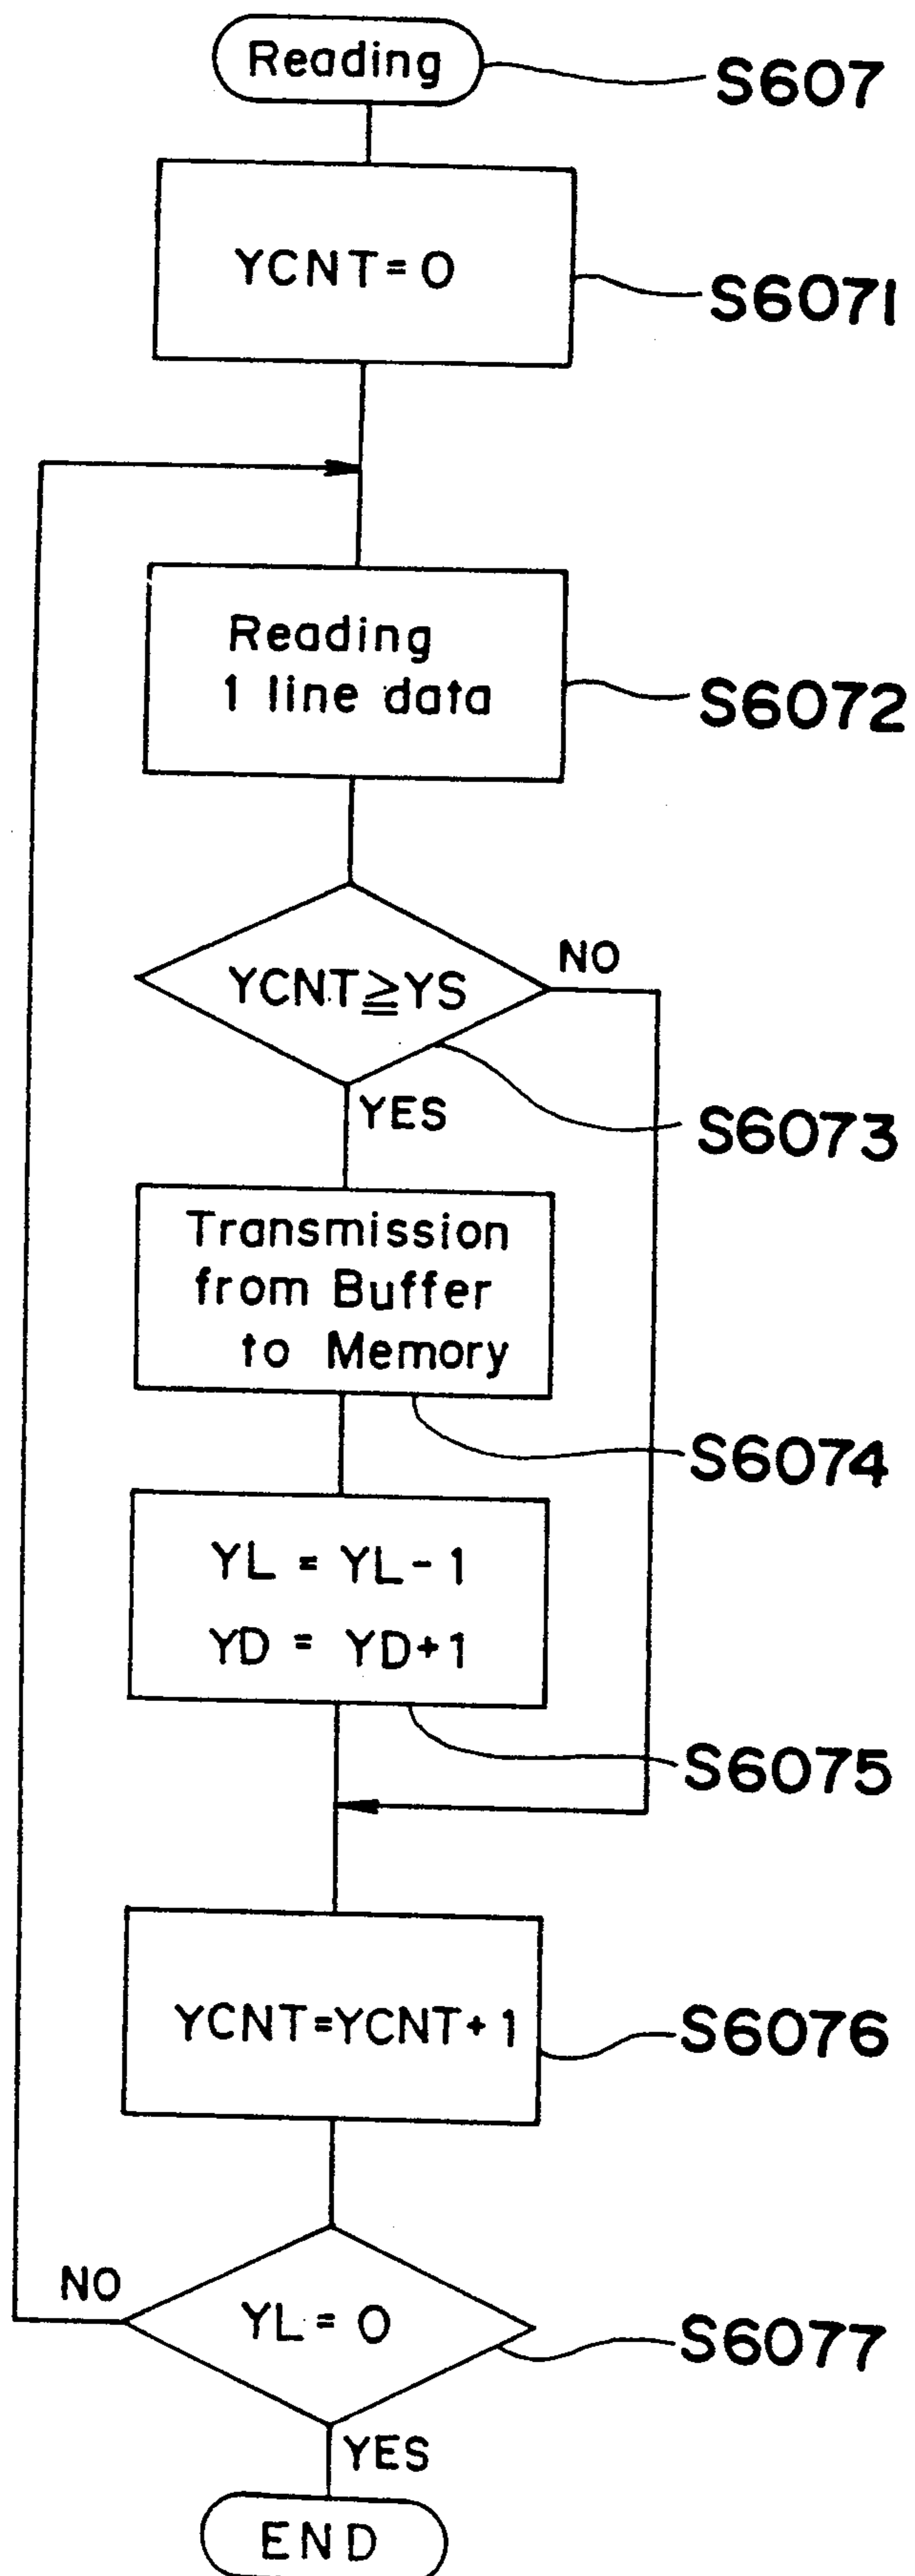 Reading
S607
YCNT=0
S6071
Reading
1 line data
S6072
YCNT≧YS
NO
YES
S6073
Transmission
from Buffer
to Memory
S6074
YL = YL-1
YD = YD+1
S6075
YCNT=YCNT+1
S6076
NO
YL=0
S6077
YES
END